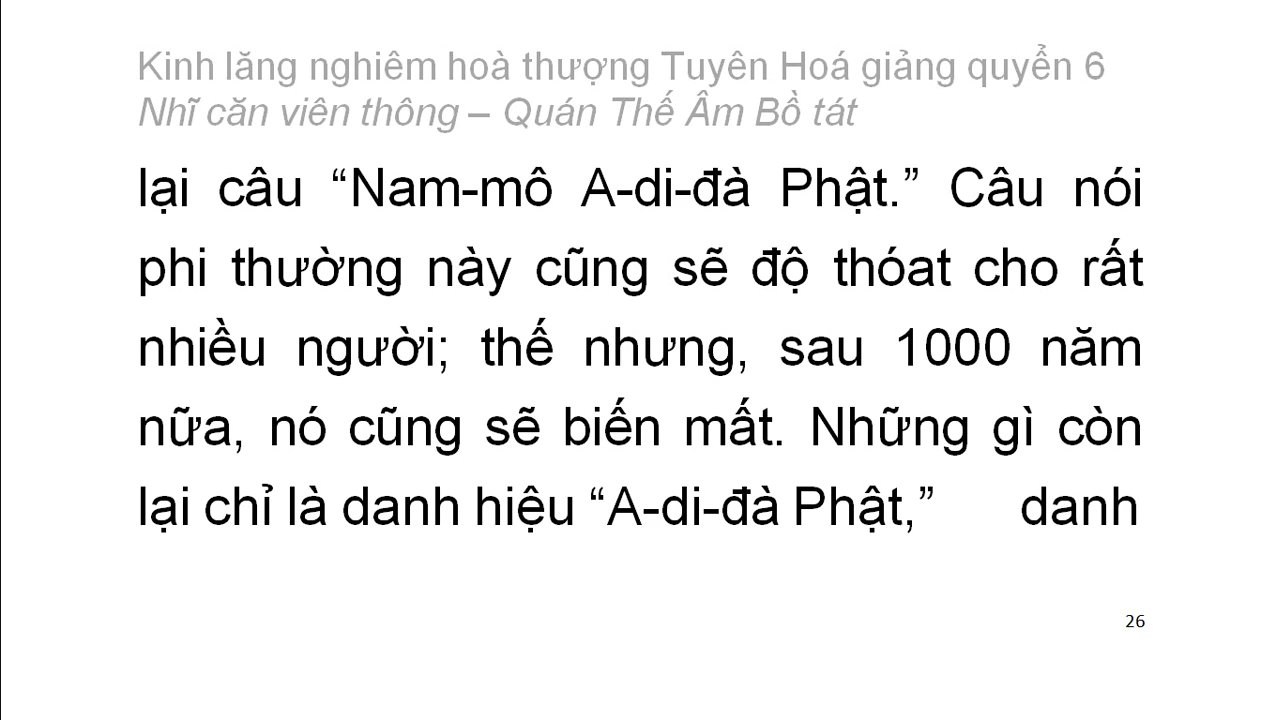 Kinh lăng nghiêm hoà thượng Tuyên Hoá giảng quyển 6
Nhĩ căn viên thông – Quán Thế Âm Bồ tát
lại câu “Nam-mô A-di-đà Phật.” Câu nói
phi thường này cũng sẽ độ thóat cho rất
nhiều người; thế nhưng, sau 1000 năm
nữa, nó cũng sẽ biến mất. Những gì còn
lại chỉ là danh hiệu “A-di-đà Phật,” danh
26